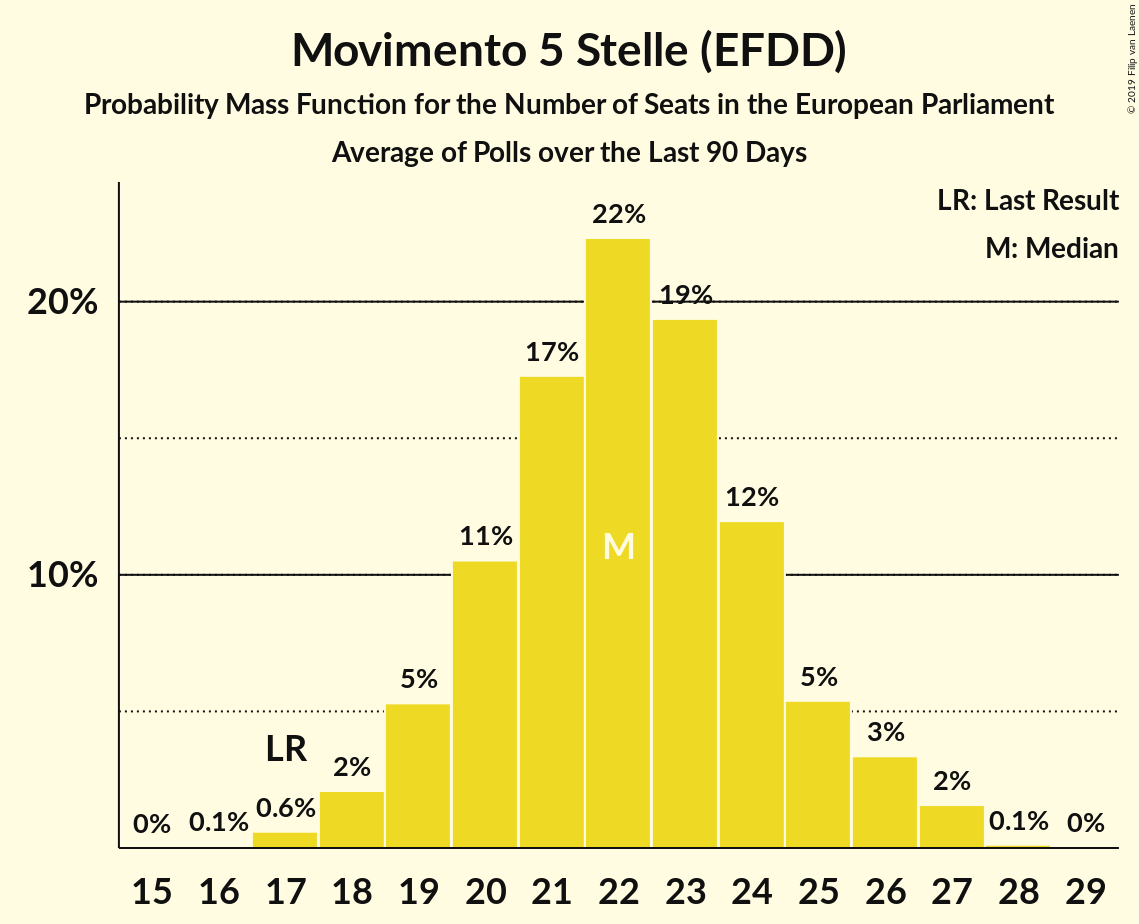 Movimento 5 Stelle (EFDD)
Probability Mass Function for the Number of Seats in the European Parliament
Average of Polls over the Last 90 Days
© 2019 Filip van Laenen
LR: Last Result
M: Median
22%
20%
19%
17%
12%
11%
M
10%
5%
5%
3%
LR
2%
2%
0.6%
0%
0.1%
0.1%
0%
15 16 17 18 19 20 21 22 23 24 25 26 27 28 29